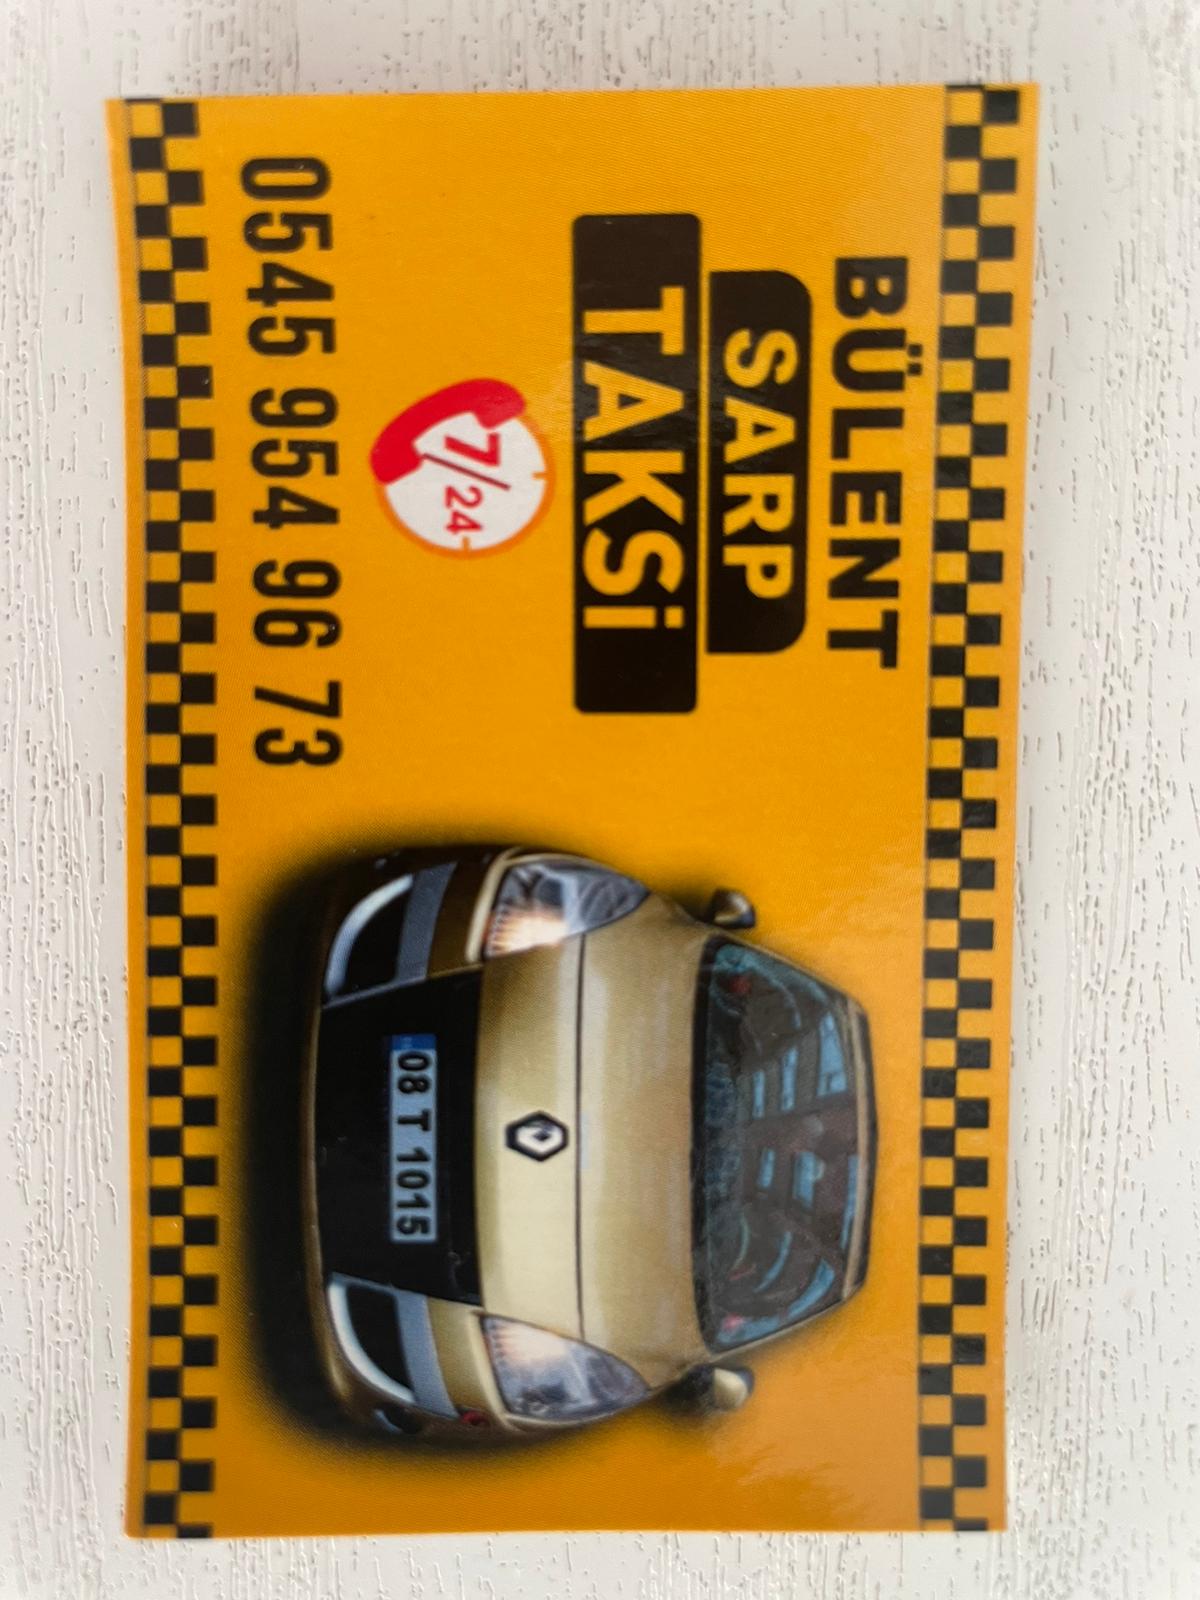 BÜLENT
SARP
TAKSİ
7/24
0545 954 96 73
08 T 1015